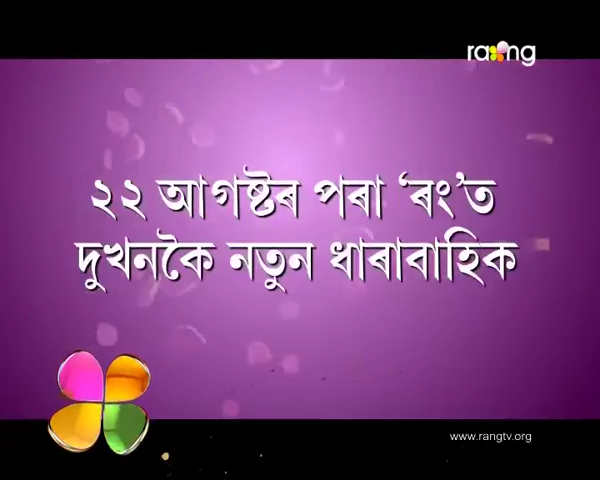 rang
২২ আগষ্টৰ পৰা ‘ৰং’ত
দুখনকৈ নতুন ধাৰাবাহিক
www.rangtv.org